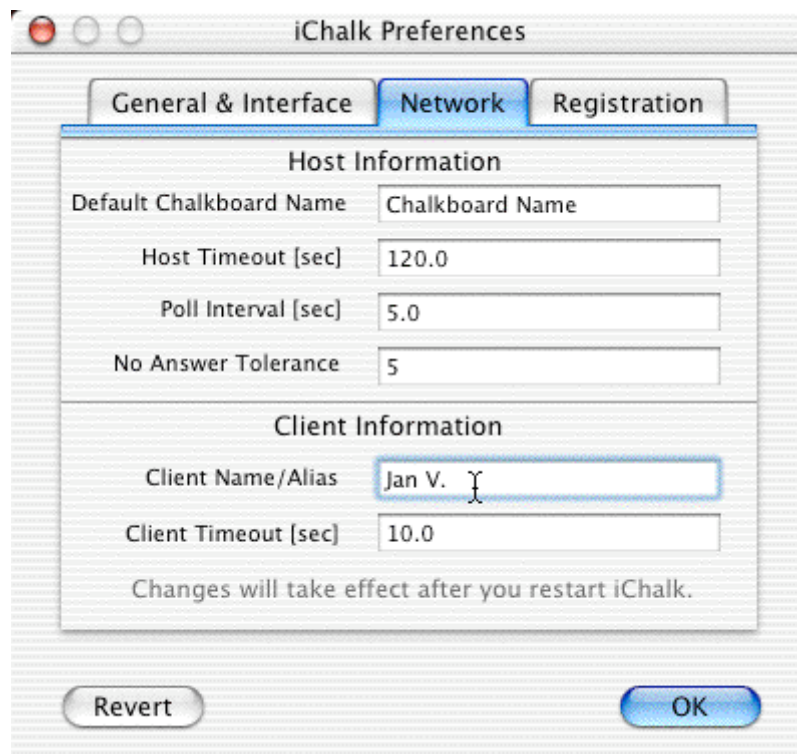 iChalk Preferences
General & Interface Network Registration
Host Information
Default Chalkboard Name Chalkboard Name
Host Timeout [sec] 120.0
Poll Interval [sec] 5.0
No Answer Tolerance 5
Client Information
Client Name/Alias Jan V.
Client Timeout [sec] 10.0
Changes will take effect after you restart iChalk.
Revert OK